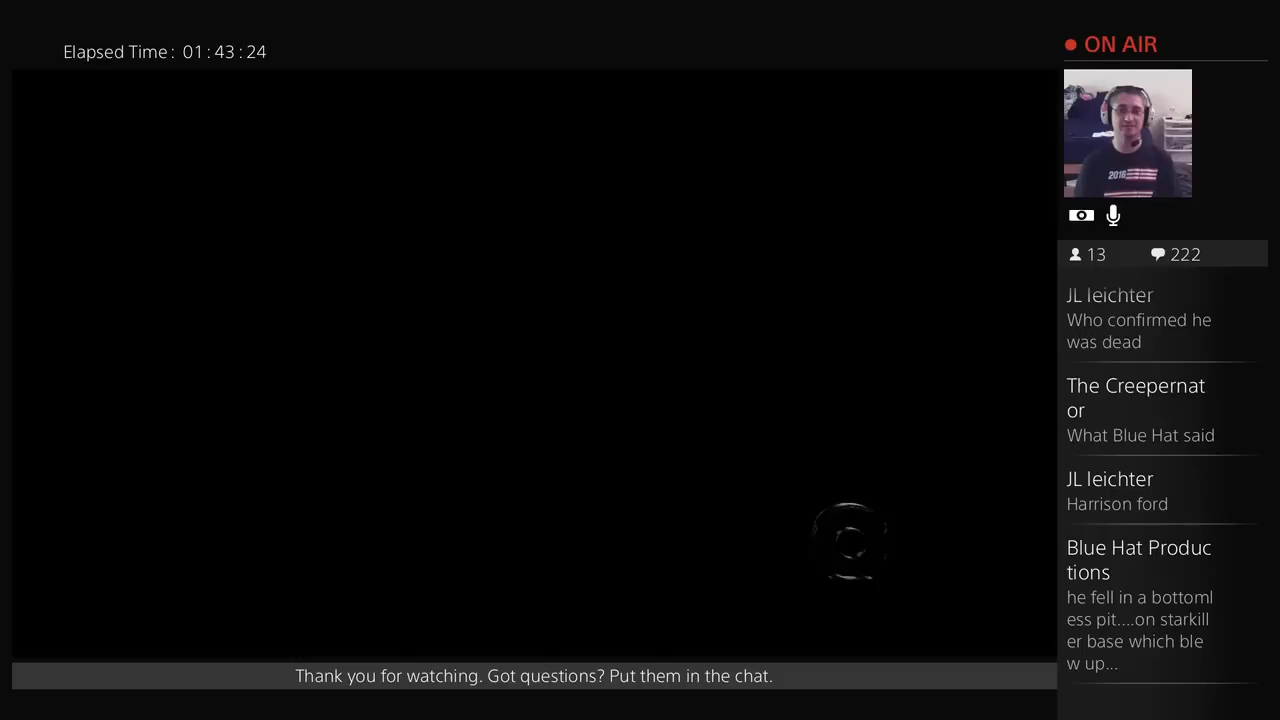 Elapsed Time: 01:43:24
ON AIR
2016
13 222
JL leichter
Who confirmed he
was dead
The Creepernat
or
What Blue Hat said
JL leichter
Harrison ford
Blue Hat Produc
tions
he fell in a bottoml
ess pit....on starkill
er base which ble
w up...
Thank you for watching. Got questions? Put them in the chat.